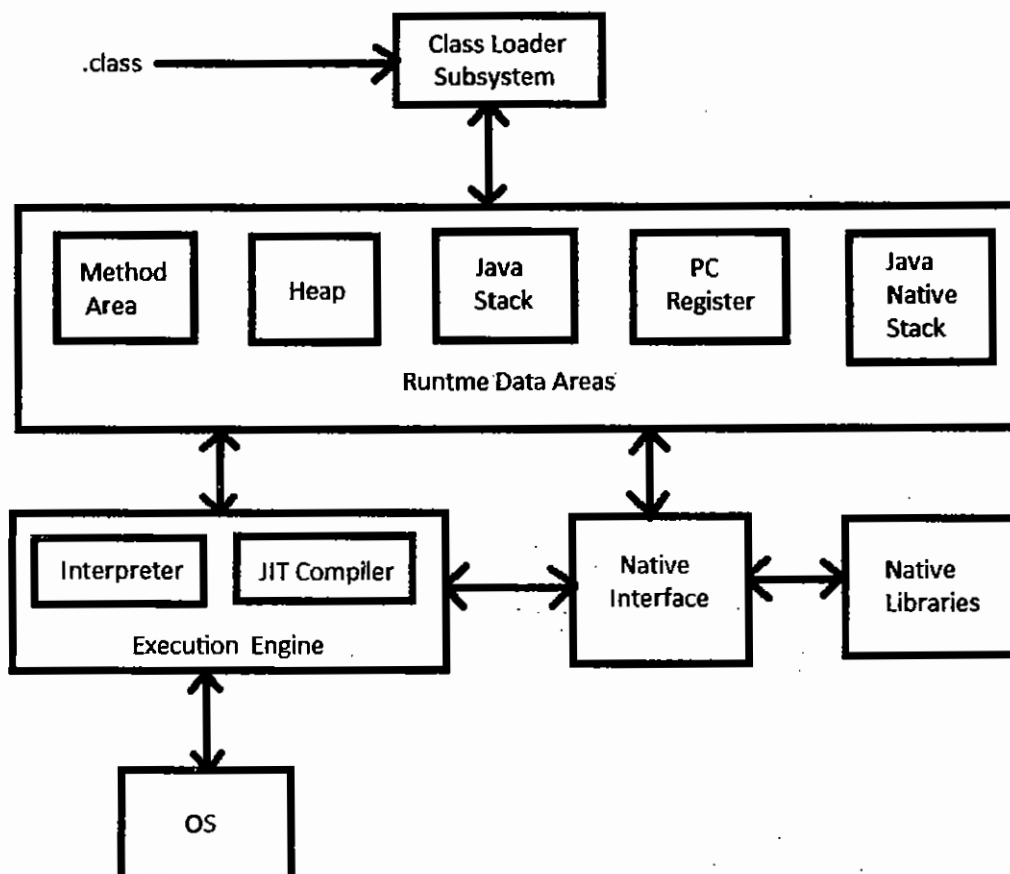 Class Loader
Subsystem
.class
Method
Area
Heap
Java
Stack
PC
Register
Java
Native
Stack
Runtme Data Areas
Interpreter
JIT Compiler
Execution Engine
Native
Interface
Native
Libraries
OS